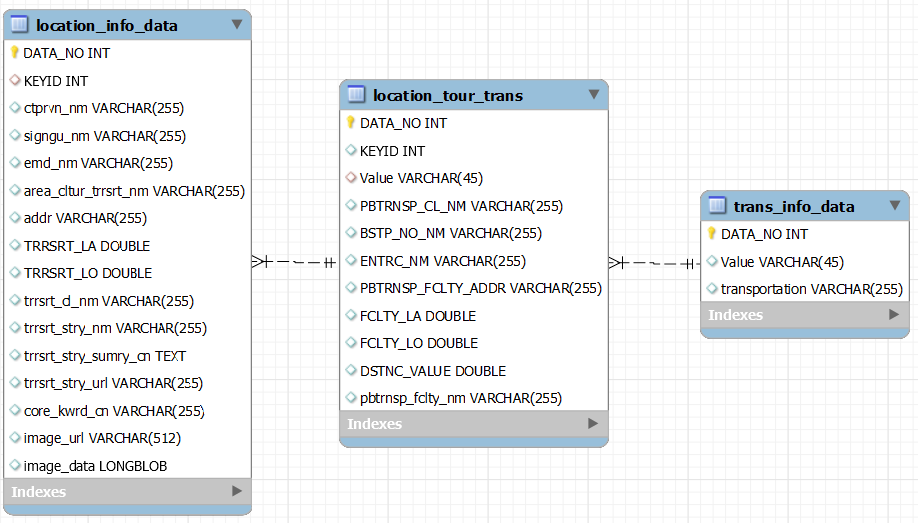 location_info_data
DATA_NO INT
KEYID INT
ctprvn_nm VARCHAR(255)
signgu_nm VARCHAR(255)
emd_nm VARCHAR(255)
area_cltur_trrsrt_nm VARCHAR(255)
addr VARCHAR(255)
TRRSRT_LA DOUBLE
TRRSRT_LO DOUBLE
trrsrt_cl_nm VARCHAR(255)
trrsrt_stry_nm VARCHAR(255)
trrsrt_stry_sumry_cn TEXT
trrsrt_stry_url VARCHAR(255)
core_kwrd_cn VARCHAR(255)
image_url VARCHAR(512)
image_data LONGBLOB
Indexes
location_tour_trans
DATA_NO INT
KEYID INT
Value VARCHAR(45)
PBTRNSP_CL_NM VARCHAR(255)
BSTP_NO_NM VARCHAR(255)
ENTRC_NM VARCHAR(255)
PBTRNSP_FCLTY_ADDR VARCHAR(255)
FCLTY_LA DOUBLE
FCLTY_LO DOUBLE
DSTNC_VALUE DOUBLE
pbtrnsp_fclty_nm VARCHAR(255)
Indexes
trans_info_data
DATA_NO INT
Value VARCHAR(45)
transportation VARCHAR(255)
Indexes